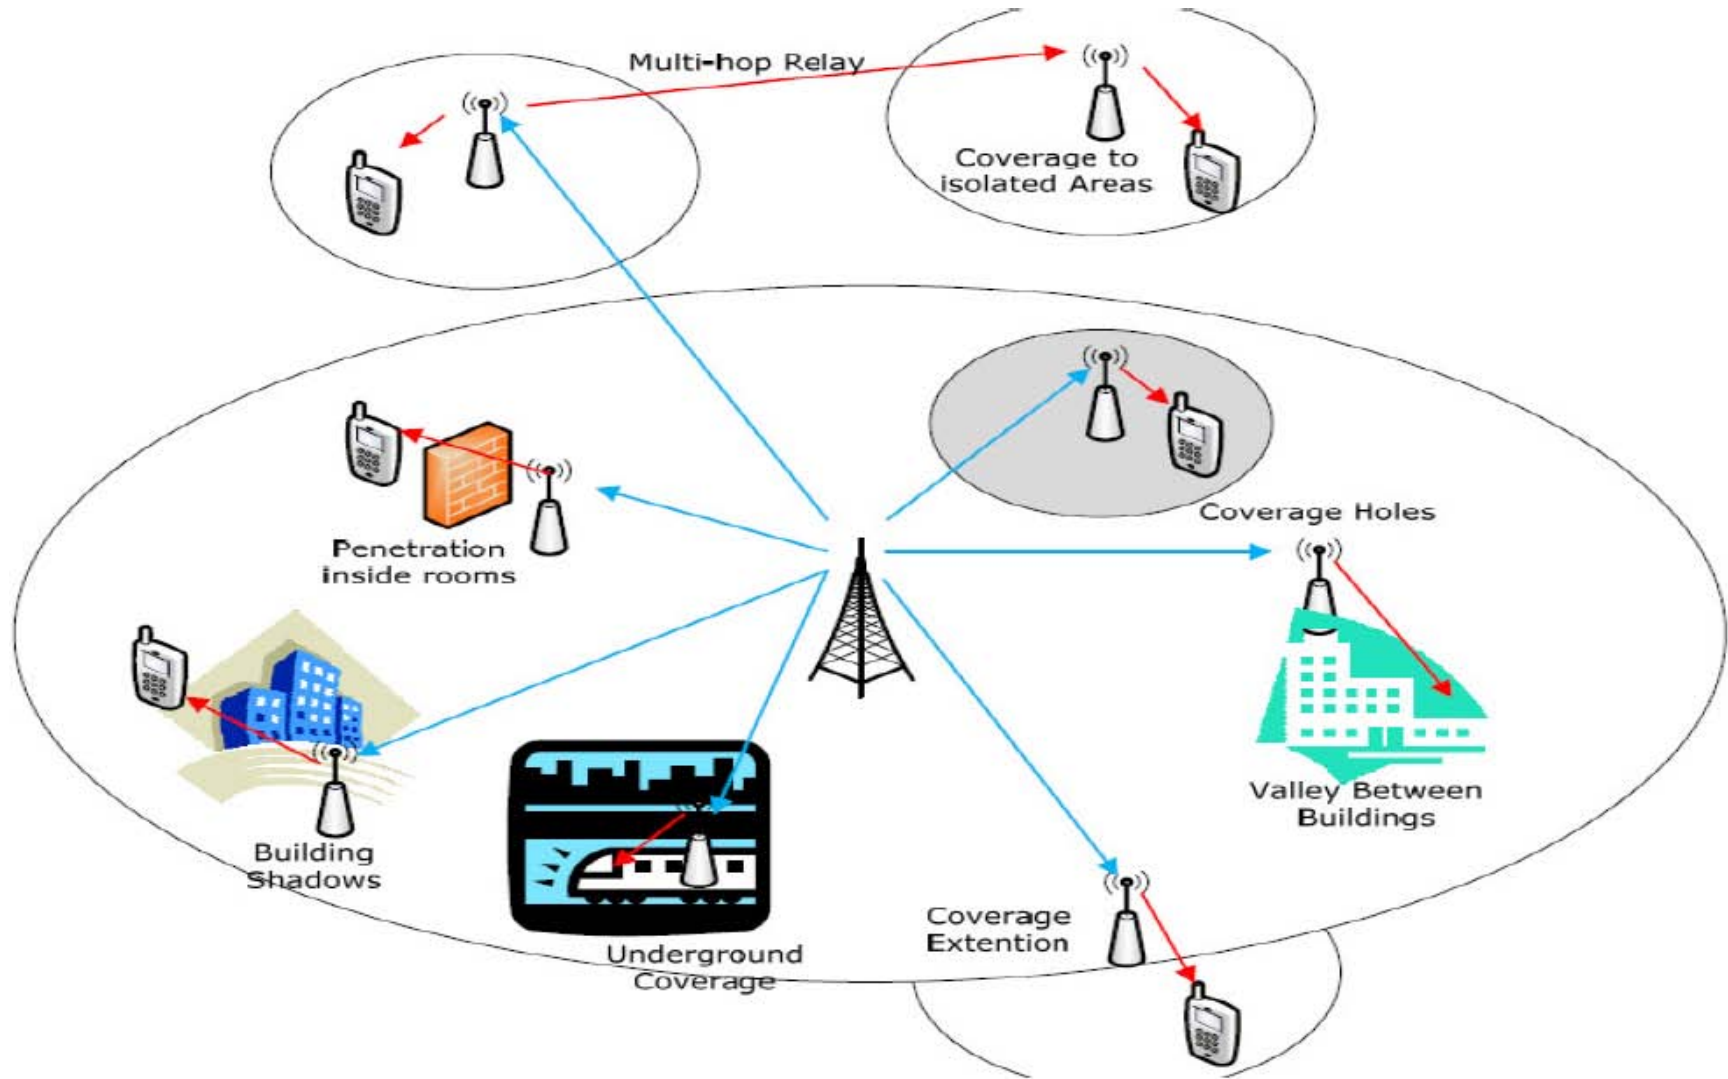 Multi-hop Relay
Coverage to
isolated Areas
Coverage Holes
Penetration
inside rooms
Valley Between
Buildings
Building
Shadows
Coverage
Extention
Underground
Coverage